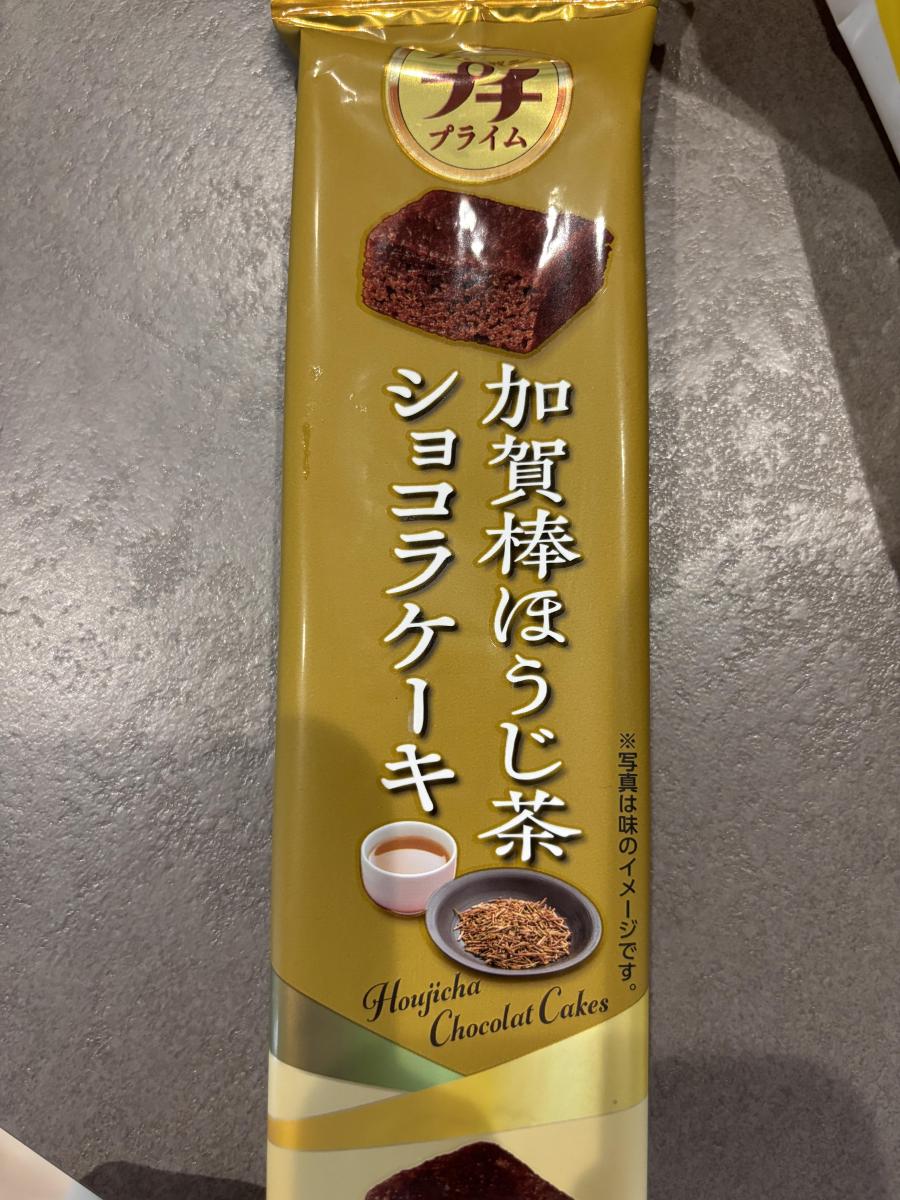 プチ
プライム
加賀棒ほうじ茶
ショコラケーキ
※写真は味のイメージです。
Houjicha
Chocolat Cakes